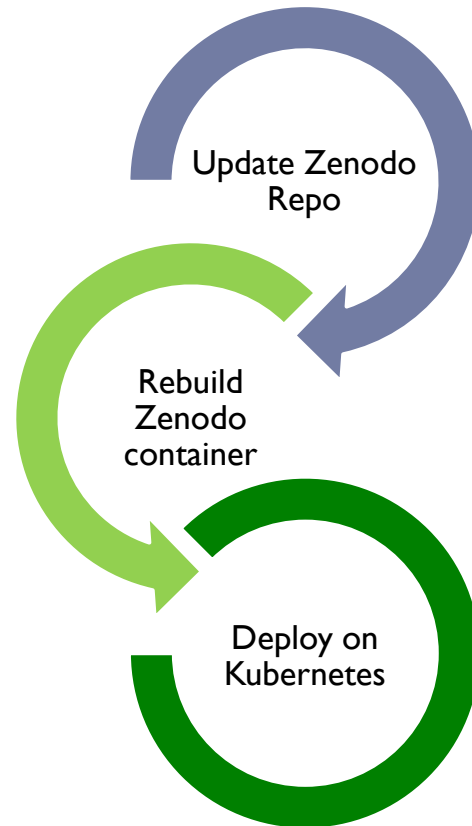 Update Zenodo
Repo
Rebuild
Zenodo
container
Deploy on
Kubernetes